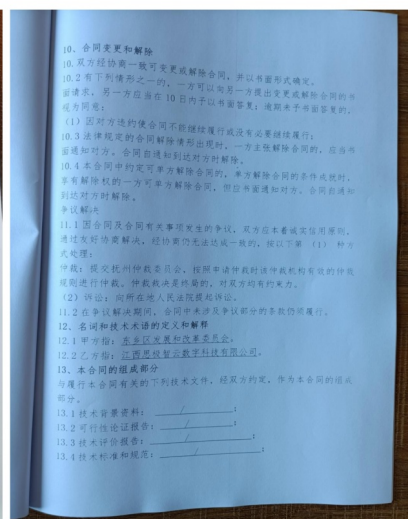 10、合同变更和解除
10.双方经协商一致可变更或解除合同，并以书面形式确定。
10.2有下列情形之一的，一方可以向另一方提出变更或解除合同的书
面请求，另一方应当在10日内予以书面答复；逾期未予书面答复的，
视为同意：
（1）因对方违约使合同不能继续履行或没有必要继续履行；
10.3法律规定的合同解除情形出现时，一方主张解除合同的，应当书
面通知对方。合同自通知到达对方时解除。
10.4本合同中约定可单方解除合同的，单方解除合同的条件成就时，
享有解除权的一方可单方解除合同，但应书面通知对方。合同自通知
到达对方时解除。
争议解决
11.1因合同及合同有关事项发生的争议，双方应本着诚实信用原则，
通过友好协商解决，经协商仍无法达成一致的，按以下第（1）种方
式处理：
仲裁：提交抚州仲裁委员会，按照申请仲裁时该仲裁机构有效的仲裁
规则进行仲裁。仲裁裁决是终局的，对双方均有约束力。
（2）诉讼：向所在地人民法院提起诉讼。
11.2在争议解决期间，合同中未涉及争议部分的条款仍须履行。
12、名词和技术术语的定义和解释
12.1甲方指：东乡区发展和改革委员会。
12.2乙方指：江西思极智云数字科技有限公司。
13、本合同的组成部分
与履行本合同有关的下列技术文件，经双方约定，作为本合同的组成
部分。
13.1技术背景资料：/；
13.2可行性论证报告：/；
13.3技术评价报告：/；
13.4技术标准和规范：/；